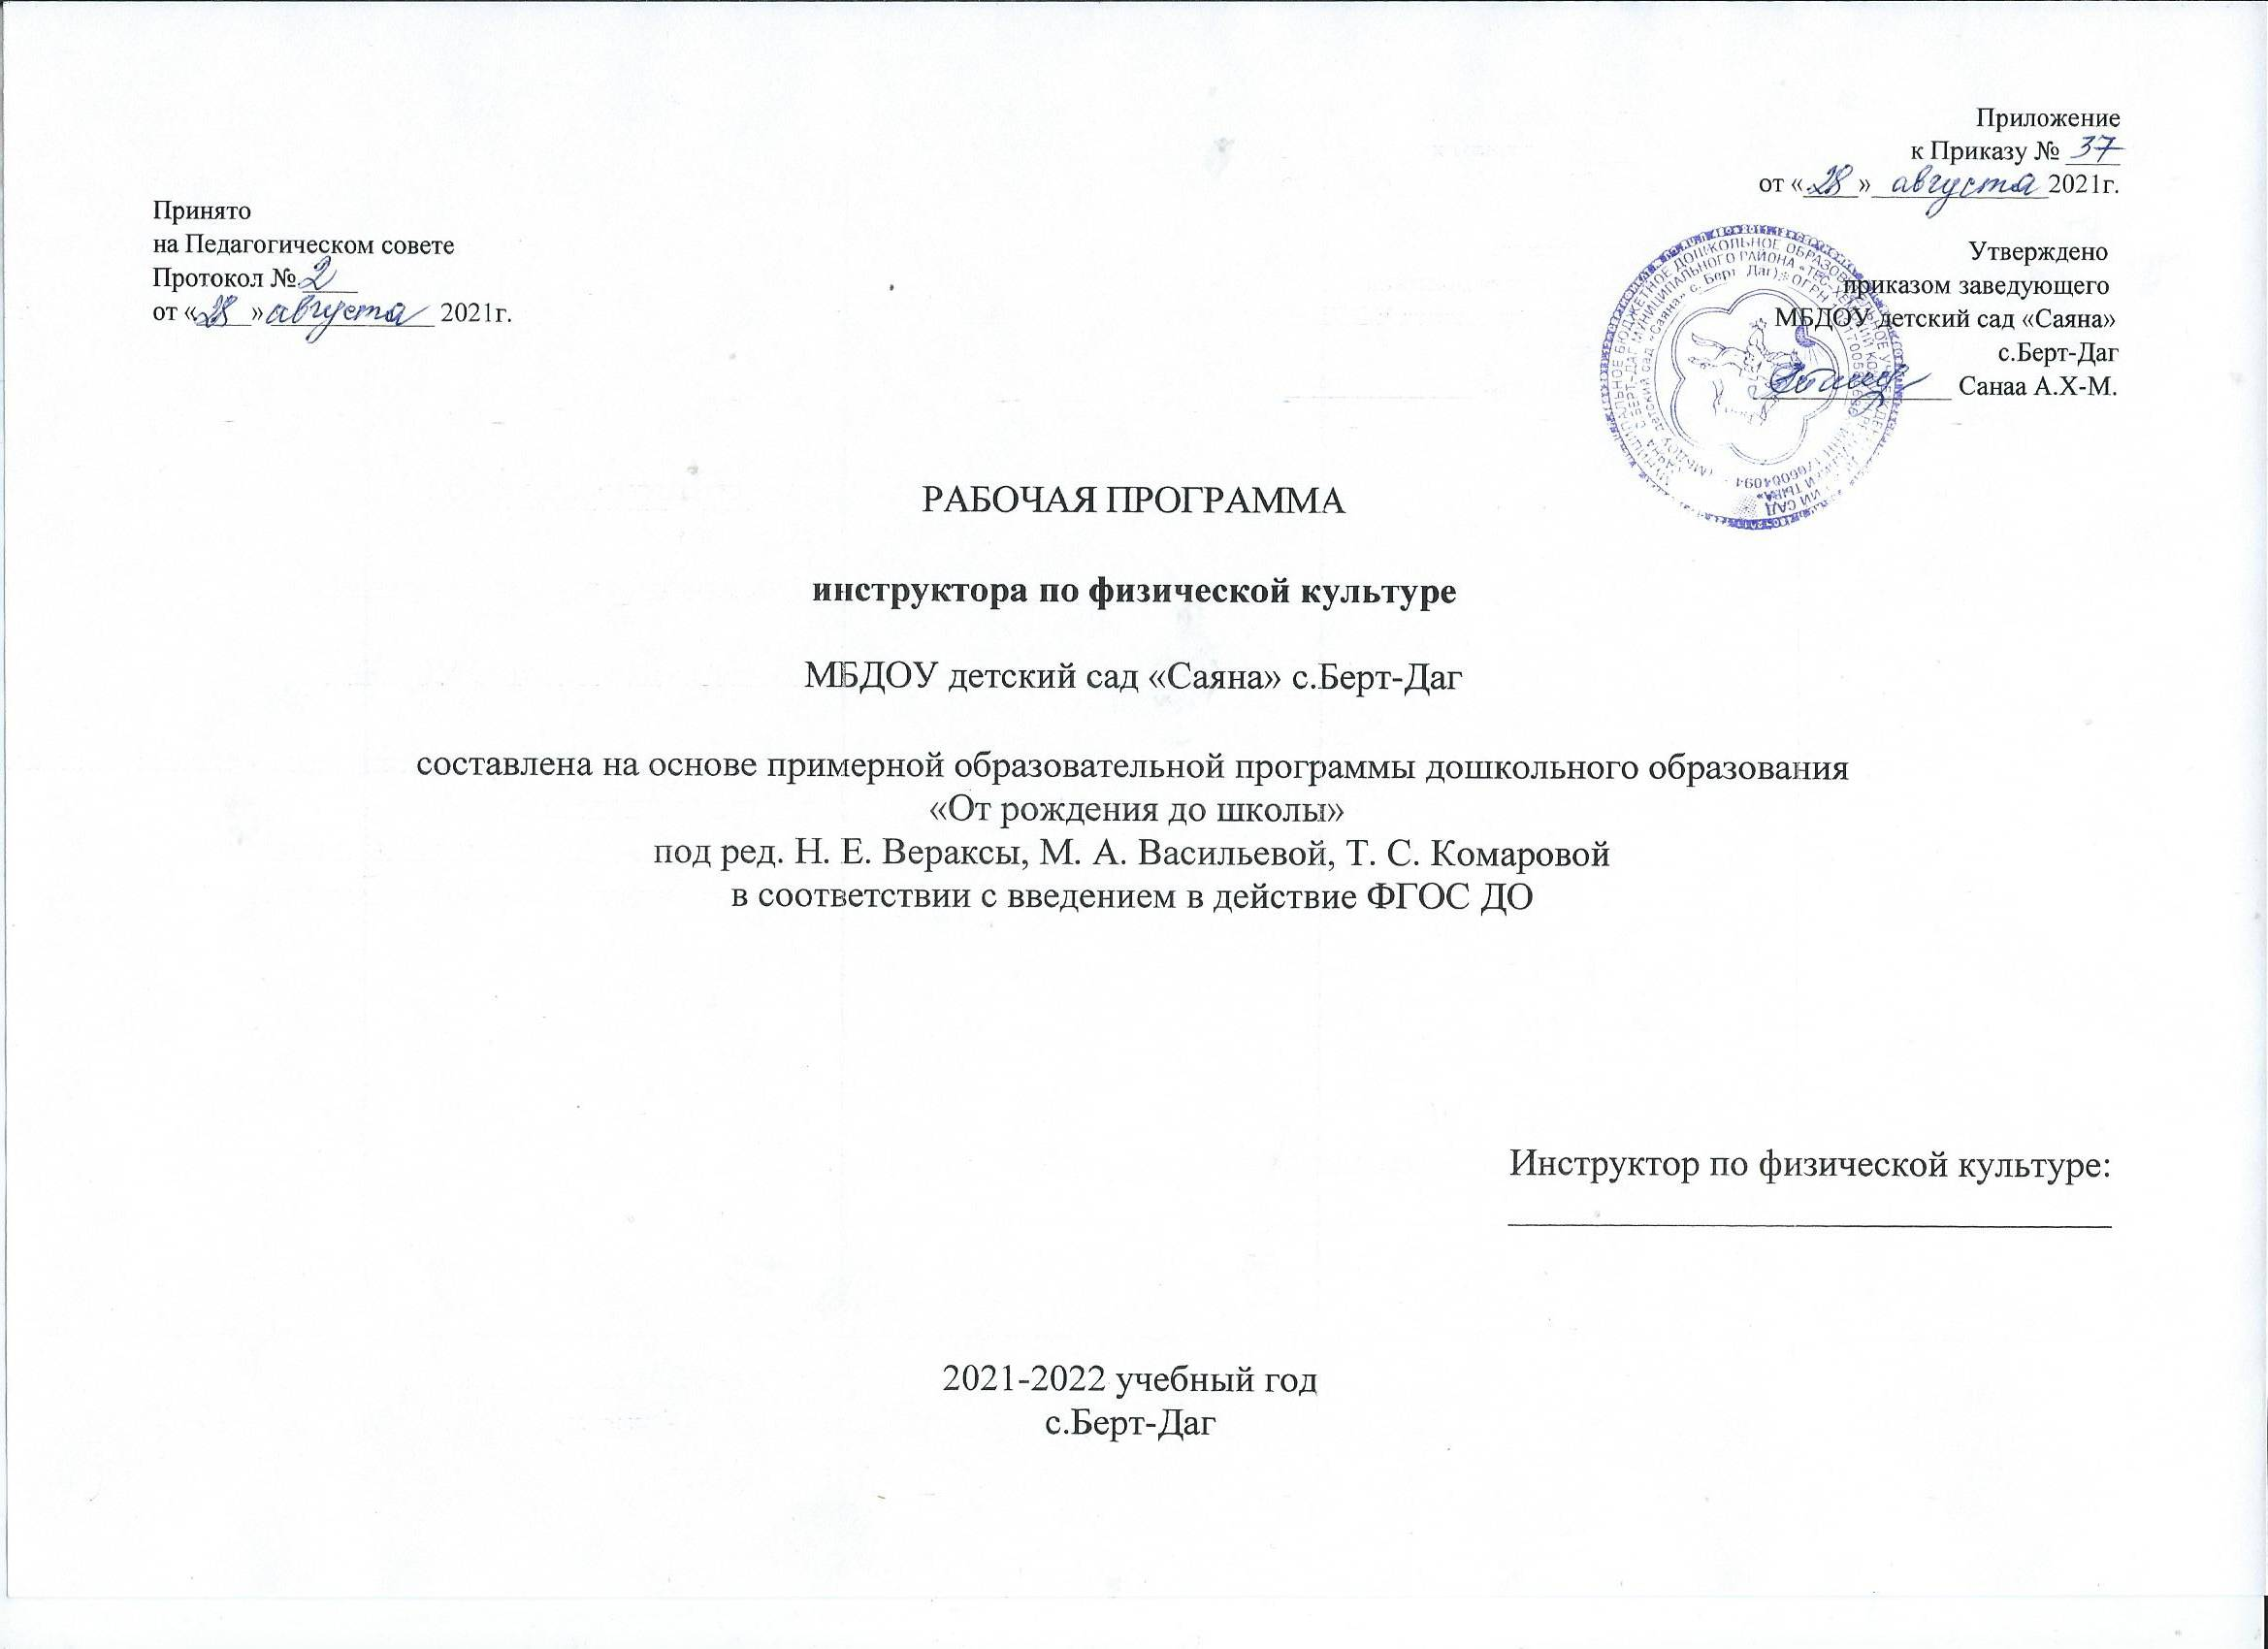 Приложение
к Приказу № 37
от «28» августа 2021г.
Принято
на Педагогическом совете
Протокол № 2
от «28» августа 2021г.
Утверждено
приказом заведующего
МБДОУ детский сад «Саяна»
с.Берт-Даг
Санаа А.Х-М.
РАБОЧАЯ ПРОГРАММА
инструктора по физической культуре
МБДОУ детский сад «Саяна» с.Берт-Даг
составлена на основе примерной образовательной программы дошкольного образования
«От рождения до школы»
под ред. Н. Е. Вераксы, М. А. Васильевой, Т. С. Комаровой
в соответствии с введением в действие ФГОС ДО
Инструктор по физической культуре:
2021-2022 учебный год
с.Берт-Даг